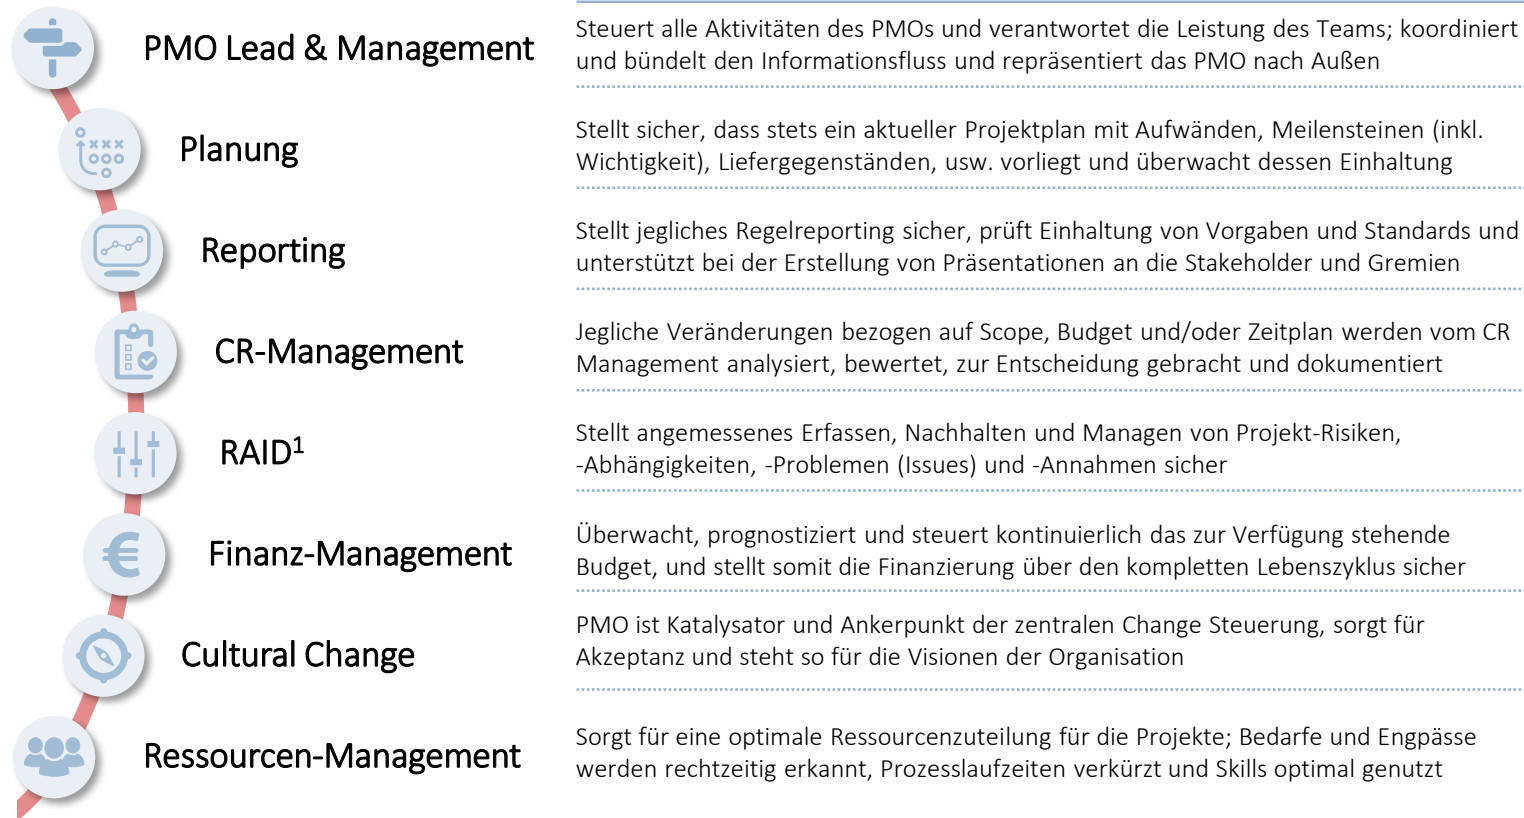 PMO Lead & Management
Steuert alle Aktivitäten des PMOs und verantwortet die Leistung des Teams; koordiniert
und bündelt den Informationsfluss und repräsentiert das PMO nach Außen
Planung
Stellt sicher, dass stets ein aktueller Projektplan mit Aufwänden, Meilensteinen (inkl.
Wichtigkeit), Liefergegenständen, usw. vorliegt und überwacht dessen Einhaltung
Reporting
Stellt jegliches Regelreporting sicher, prüft Einhaltung von Vorgaben und Standards und
unterstützt bei der Erstellung von Präsentationen an die Stakeholder und Gremien
CR-Management
Jegliche Veränderungen bezogen auf Scope, Budget und/oder Zeitplan werden vom CR
Management analysiert, bewertet, zur Entscheidung gebracht und dokumentiert
RAID¹
Stellt angemessenes Erfassen, Nachhalten und Managen von Projekt-Risiken,
-Abhängigkeiten, -Problemen (Issues) und -Annahmen sicher
Finanz-Management
Überwacht, prognostiziert und steuert kontinuierlich das zur Verfügung stehende
Budget, und stellt somit die Finanzierung über den kompletten Lebenszyklus sicher
Cultural Change
PMO ist Katalysator und Ankerpunkt der zentralen Change Steuerung, sorgt für
Akzeptanz und steht so für die Visionen der Organisation
Ressourcen-Management
Sorgt für eine optimale Ressourcenzuteilung für die Projekte; Bedarfe und Engpässe
werden rechtzeitig erkannt, Prozesslaufzeiten verkürzt und Skills optimal genutzt